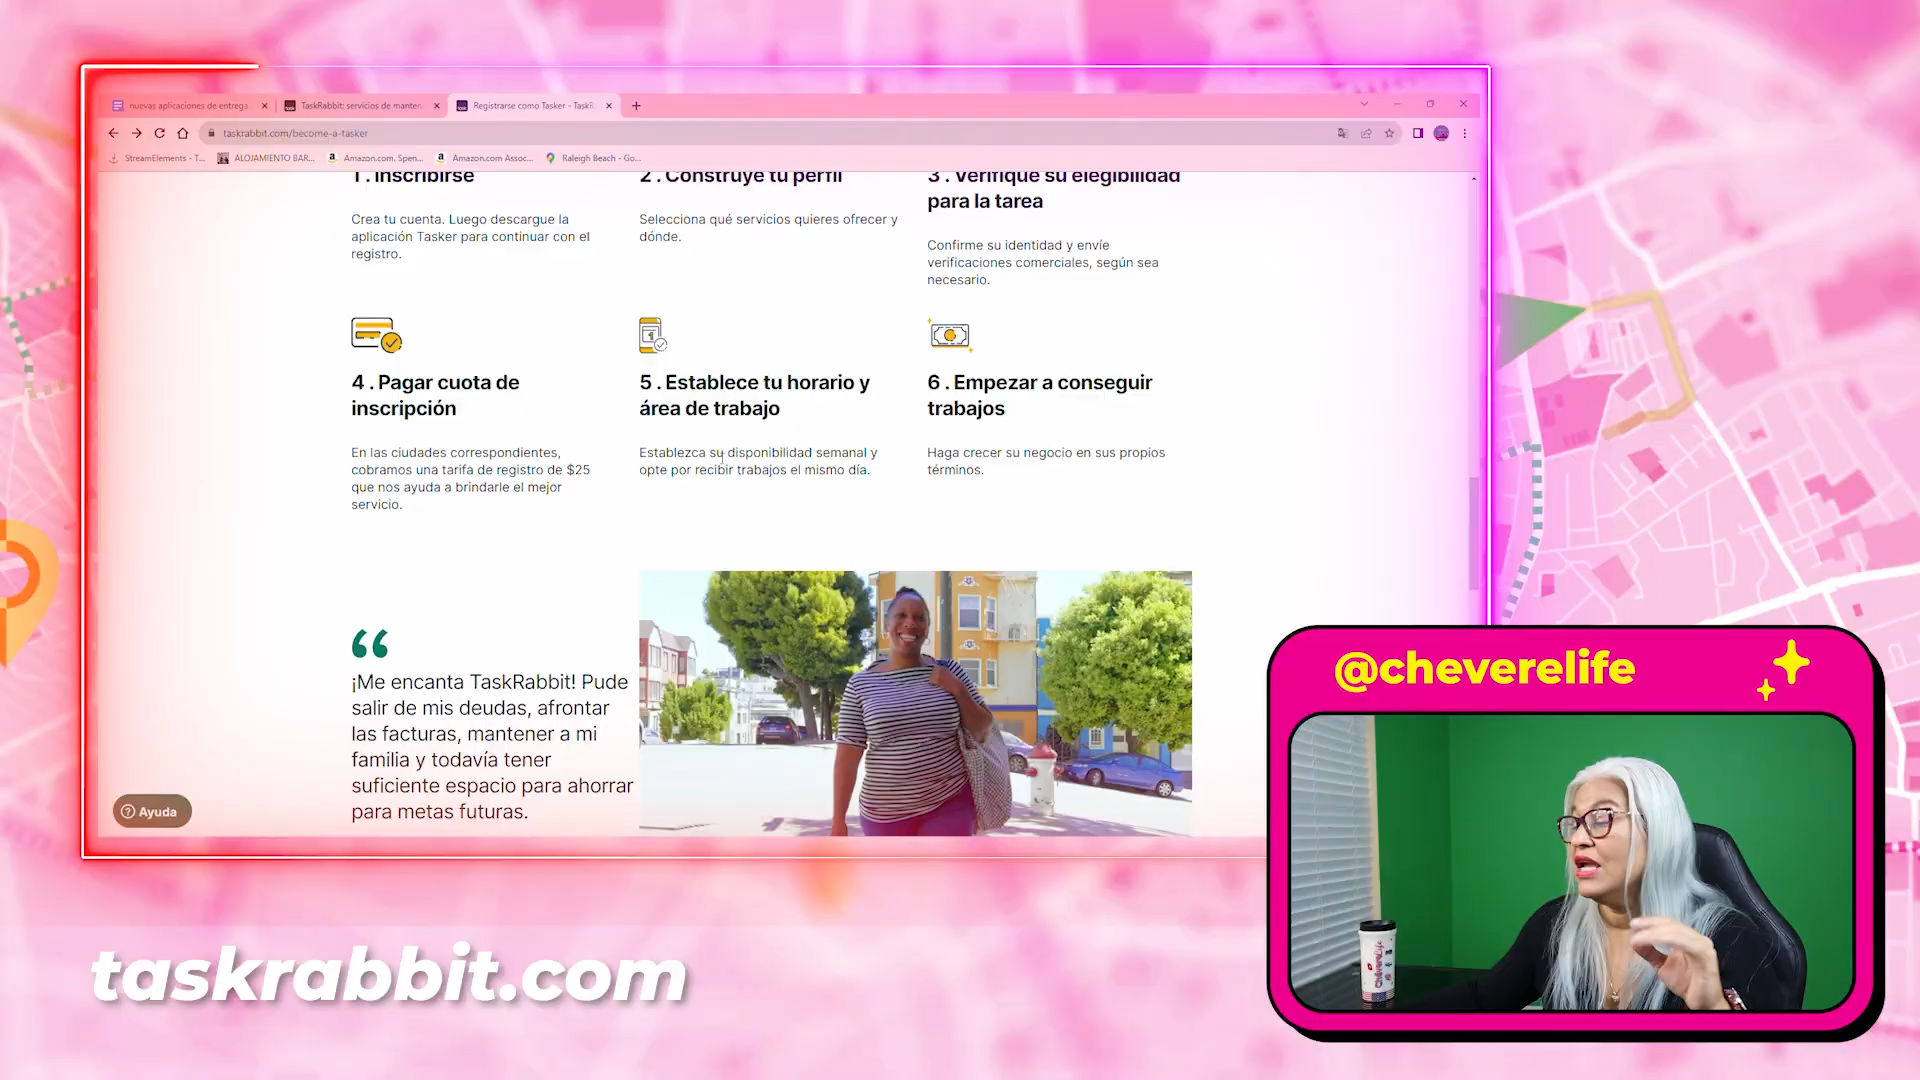 nuevas aplicaciones de entrega
TaskRabbit: servicios de manten
Registrarse como Tasker - TaskR
taskrabbit.com/become-a-tasker
StreamElements - T...
ALOJAMIENTO BAR...
Amazon.com. Spen...
Amazon.com Assoc...
Raleigh Beach - Go...
1 . Inscribirse
Crea tu cuenta. Luego descargue la
aplicación Tasker para continuar con el
registro.
2 . Construye tu perfil
Selecciona qué servicios quieres ofrecer y
dónde.
3 . Verifique su elegibilidad
para la tarea
Confirme su identidad y envíe
verificaciones comerciales, según sea
necesario.
4 . Pagar cuota de
inscripción
En las ciudades correspondientes,
cobramos una tarifa de registro de $25
que nos ayuda a brindarle el mejor
servicio.
5 . Establece tu horario y
área de trabajo
Establezca su disponibilidad semanal y
opte por recibir trabajos el mismo día.
6 . Empezar a conseguir
trabajos
Haga crecer su negocio en sus propios
términos.
“
¡Me encanta TaskRabbit! Pude
salir de mis deudas, afrontar
las facturas, mantener a mi
familia y todavía tener
suficiente espacio para ahorrar
para metas futuras.
Ayuda
@cheverelife
taskrabbit.com